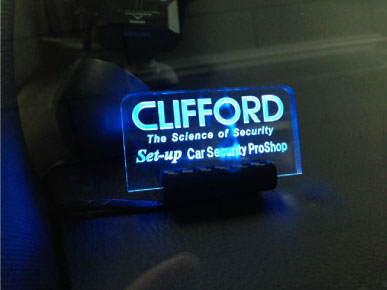 CLIFFORD
The Science of Security
Set-up Car Security ProShop